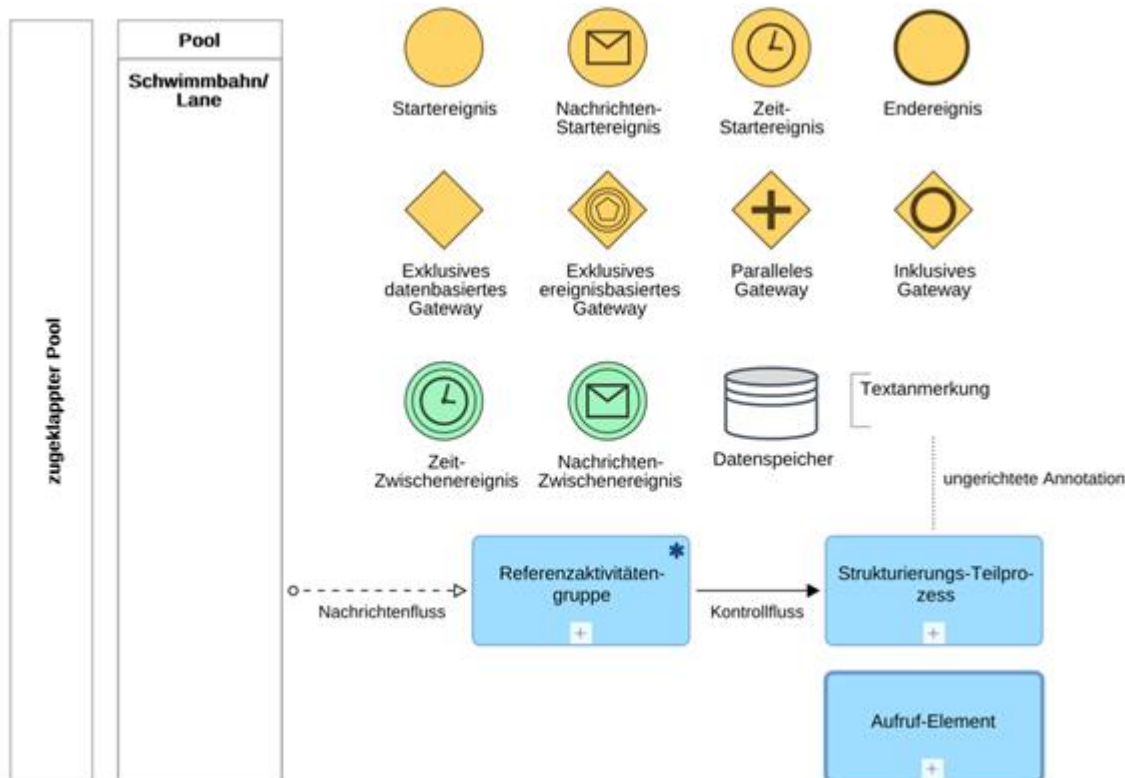 zugeklappter Pool
Pool
Schwimmbahn/
Lane
Startereignis
Nachrichten-
Startereignis
Zeit-
Startereignis
Endereignis
Exklusives
datenbasiertes
Gateway
Exklusives
ereignisbasiertes
Gateway
Paralleles
Gateway
Inklusives
Gateway
Zeit-
Zwischenereignis
Nachrichten-
Zwischenereignis
Datenspeicher
Textanmerkung
ungerichtete Annotation
Nachrichtenfluss
Referenzaktivitäten-
gruppe
Kontrollfluss
Strukturierungs-Teilpro-
zess
Aufruf-Element